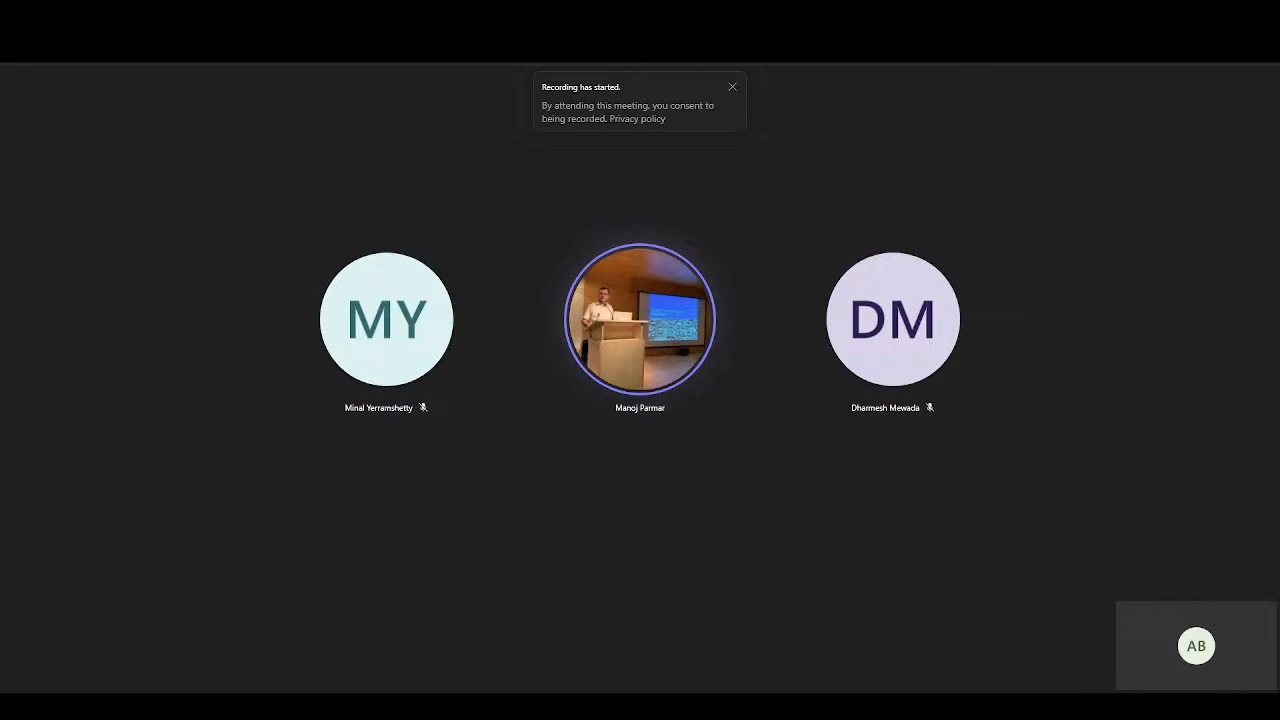 Recording has started.
By attending this meeting, you consent to
being recorded. Privacy policy
MY
DM
Minal Yerramshetty
Manoj Parmar
Dharmesh Mewada
AB